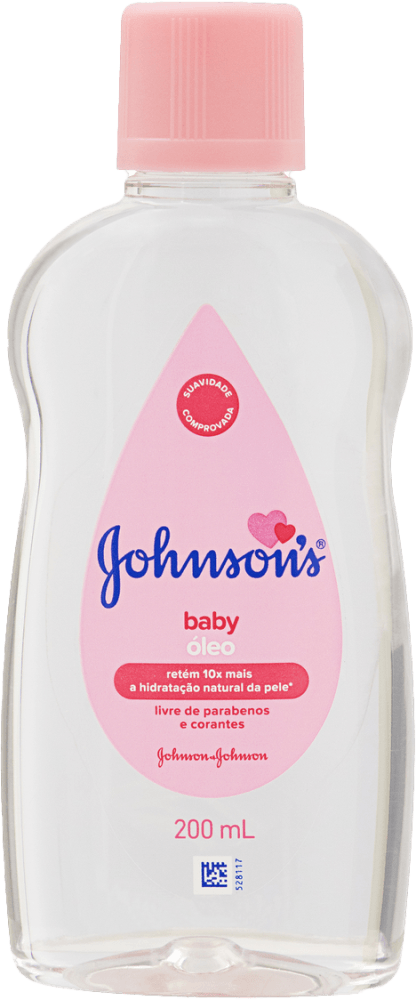 SUAVIDADE
COMPROVADA
Johnson's®
baby
óleo
retém 10x mais
a hidratação natural da pele*
livre de parabenos
e corantes
Johnson & Johnson
200 mL
528117